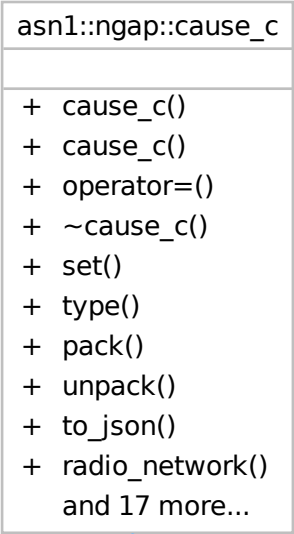 asn1::ngap::cause_c
+ cause_c()
+ cause_c()
+ operator=()
+ ~cause_c()
+ set()
+ type()
+ pack()
+ unpack()
+ to_json()
+ radio_network()
and 17 more...